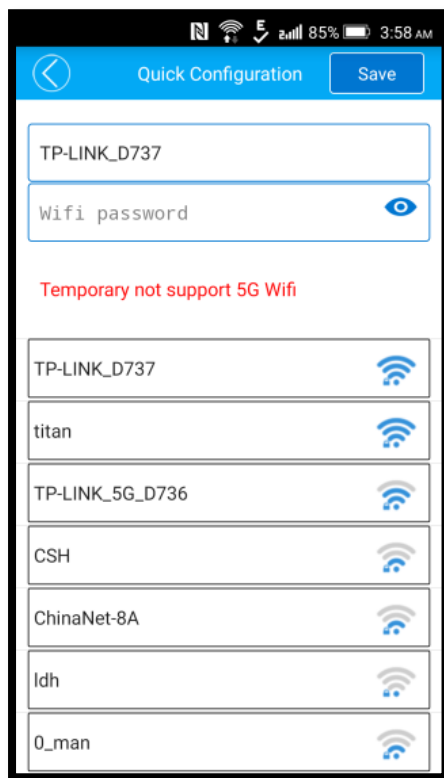 E 2 85% 3:58 AM
Quick Configuration Save
TP-LINK_D737
Wifi password
Temporary not support 5G Wifi
TP-LINK_D737
titan
TP-LINK_5G_D736
CSH
ChinaNet-8A
ldh
0_man